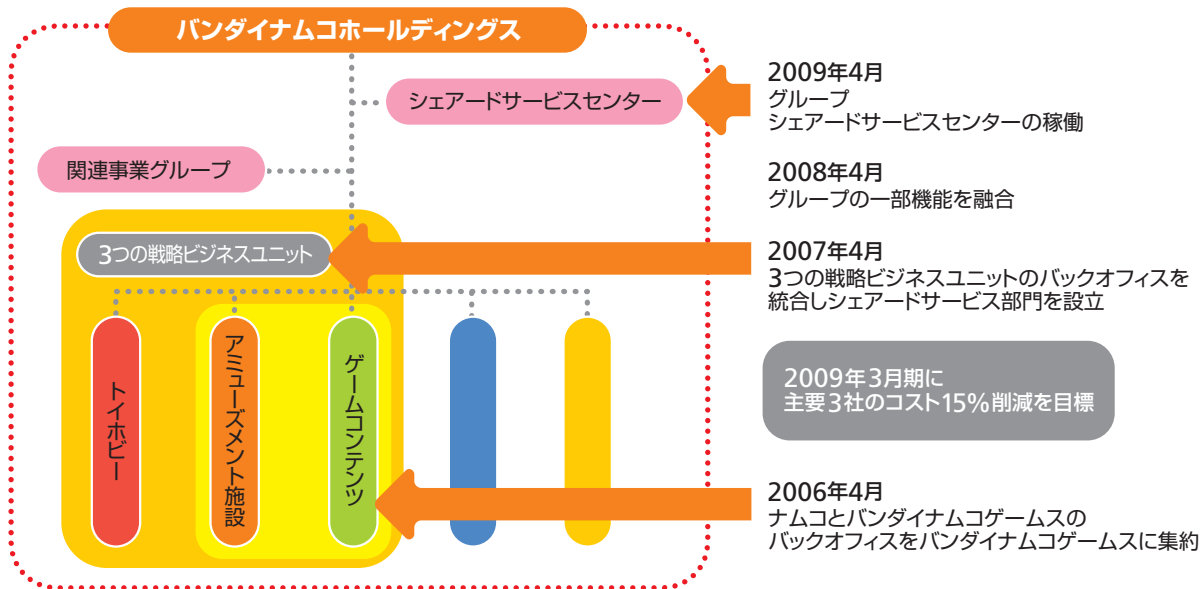 バンダイナムコホールディングス
シェアードサービスセンター
関連事業グループ
3つの戦略ビジネスユニット
トイホビー
アミューズメント施設
ゲームコンテンツ
2009年4月
グループ
シェアードサービスセンターの稼働
2008年4月
グループの一部機能を融合
2007年4月
3つの戦略ビジネスユニットのバックオフィスを
統合しシェアードサービス部門を設立
2009年3月期に
主要3社のコスト15%削減を目標
2006年4月
ナムコとバンダイナムコゲームスの
バックオフィスをバンダイナムコゲームスに集約